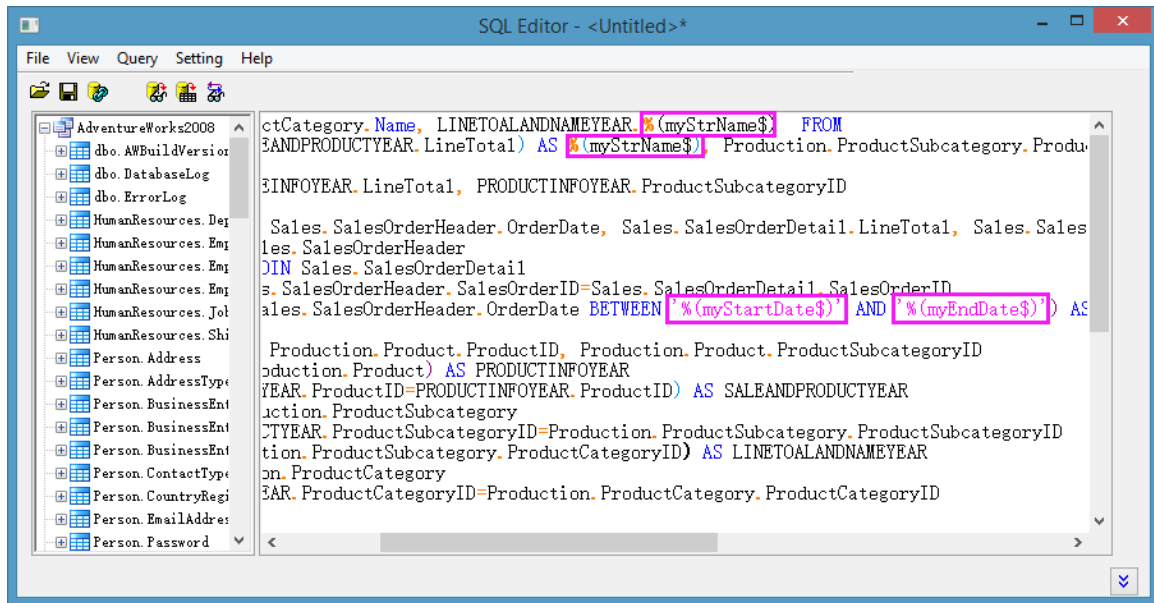 SQL Editor - <Untitled>*
File View Query Setting Help
AdventureWorks2008
dbo.AWBuildVersion
dbo.DatabaseLog
dbo.ErrorLog
HumanResources.Dep
HumanResources.Emp
HumanResources.Emp
HumanResources.Emp
HumanResources.Job
HumanResources.Shi
Person.Address
Person.AddressType
Person.BusinessEnt
Person.BusinessEnt
Person.BusinessEnt
Person.ContactType
Person.CountryRegi
Person.EmailAddres
Person.Password
ctCategory.Name, LINETOALANDNAMEYEAR.%(myStrName$) FROM
EANDPRODUCTYEAR.LineTotal) AS %(myStrName$), Production.ProductSubcategory.Produ
EINFOYEAR.LineTotal, PRODUCTINFOYEAR.ProductSubcategoryID
Sales.SalesOrderHeader.OrderDate, Sales.SalesOrderDetail.LineTotal, Sales.Sales
les.SalesOrderHeader
OIN Sales.SalesOrderDetail
s.SalesOrderHeader.SalesOrderID=Sales.SalesOrderDetail.SalesOrderID
ales.SalesOrderHeader.OrderDate BETWEEN '%(myStartDate$)' AND '%(myEndDate$)') AS
Production.Product.ProductID, Production.Product.ProductSubcategoryID
oduction.Product) AS PRODUCTINFOYEAR
YEAR.ProductID=PRODUCTINFOYEAR.ProductID) AS SALEANDPRODUCTYEAR
uction.ProductSubcategory
CTYEAR.ProductSubcategoryID=Production.ProductSubcategory.ProductSubcategoryID
tion.ProductSubcategory.ProductCategoryID) AS LINETOALANDNAMEYEAR
on.ProductCategory
EAR.ProductCategoryID=Production.ProductCategory.ProductCategoryID